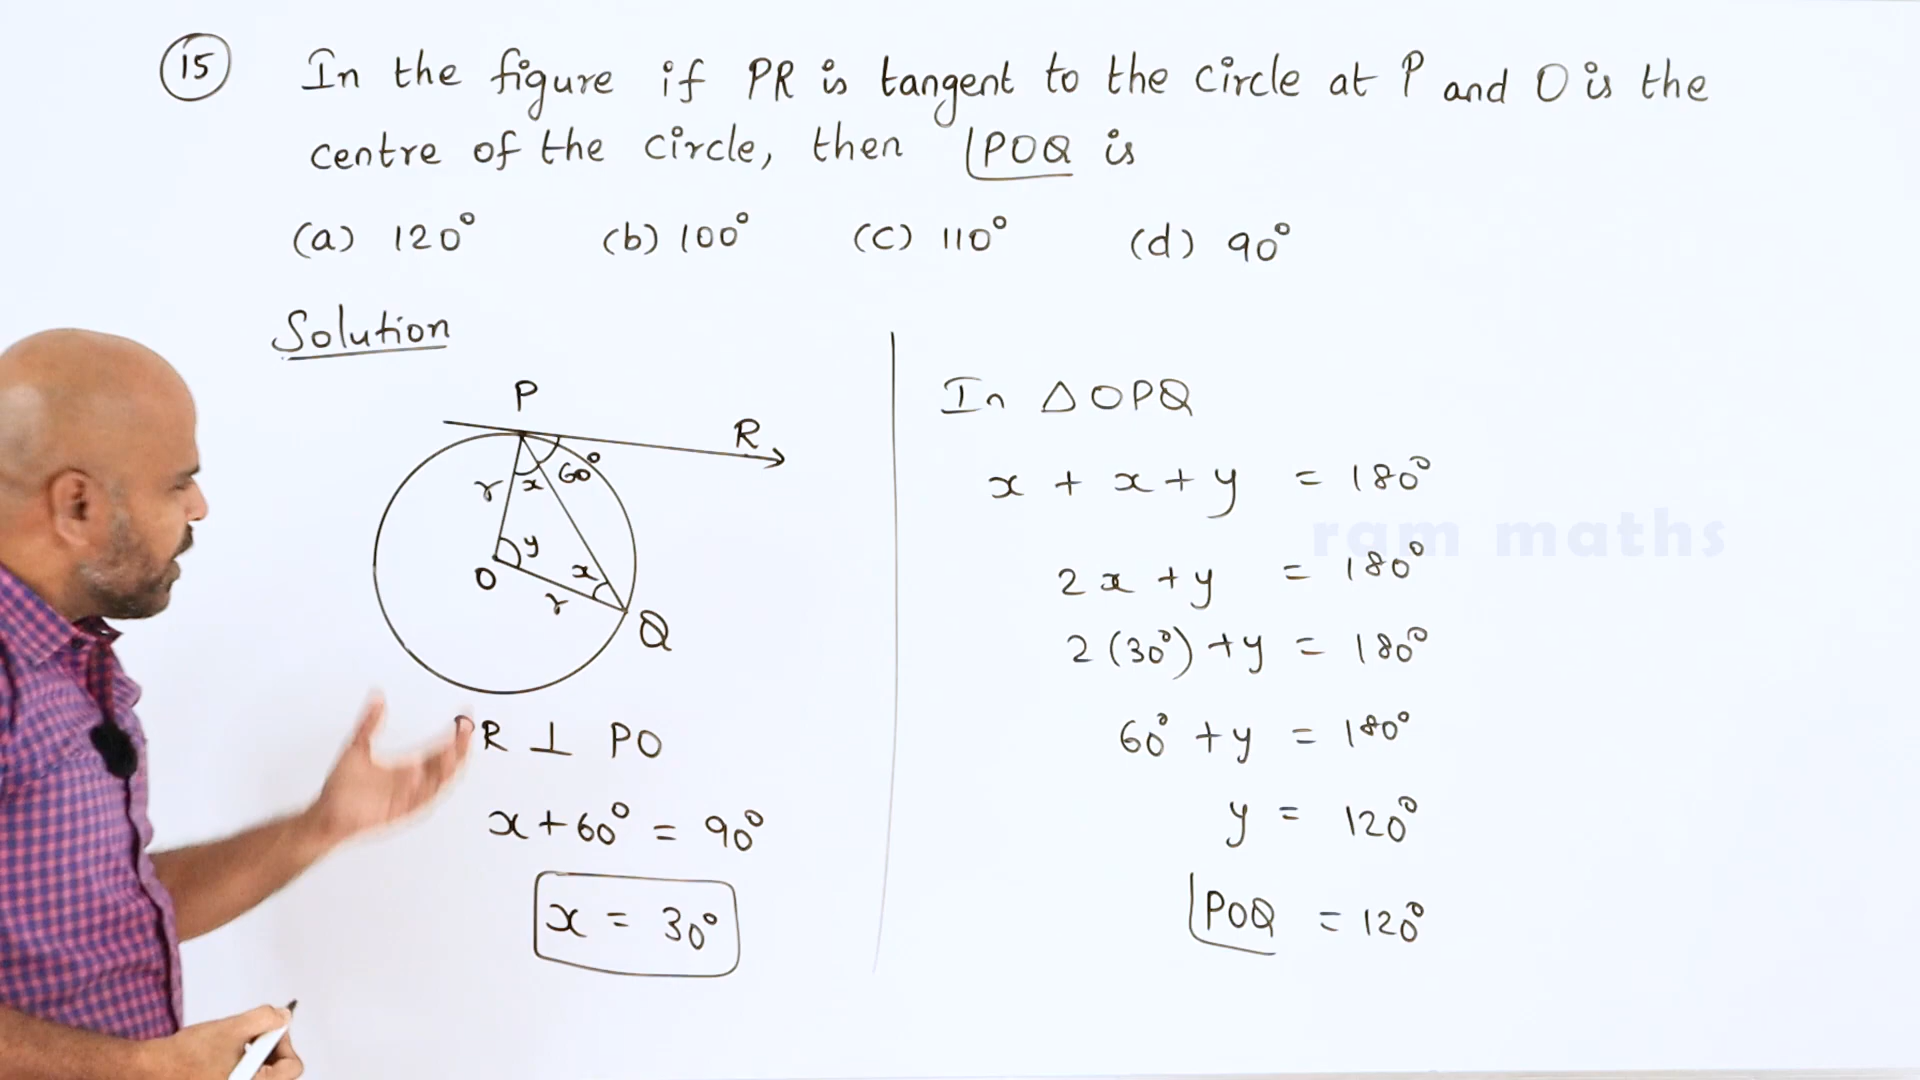 15 In the figure if PR is tangent to the circle at P and O is the
centre of the circle, then ∠POQ is
(a) 120° (b) 100° (c) 110° (d) 90°
Solution
P
R
r x 60°
y
O x
r
Q
PR ⊥ PO
x + 60° = 90°
x = 30°
In △OPQ
x + x + y = 180°
ram maths
2x + y = 180°
2(30°) + y = 180°
60° + y = 180°
y = 120°
∠POQ = 120°